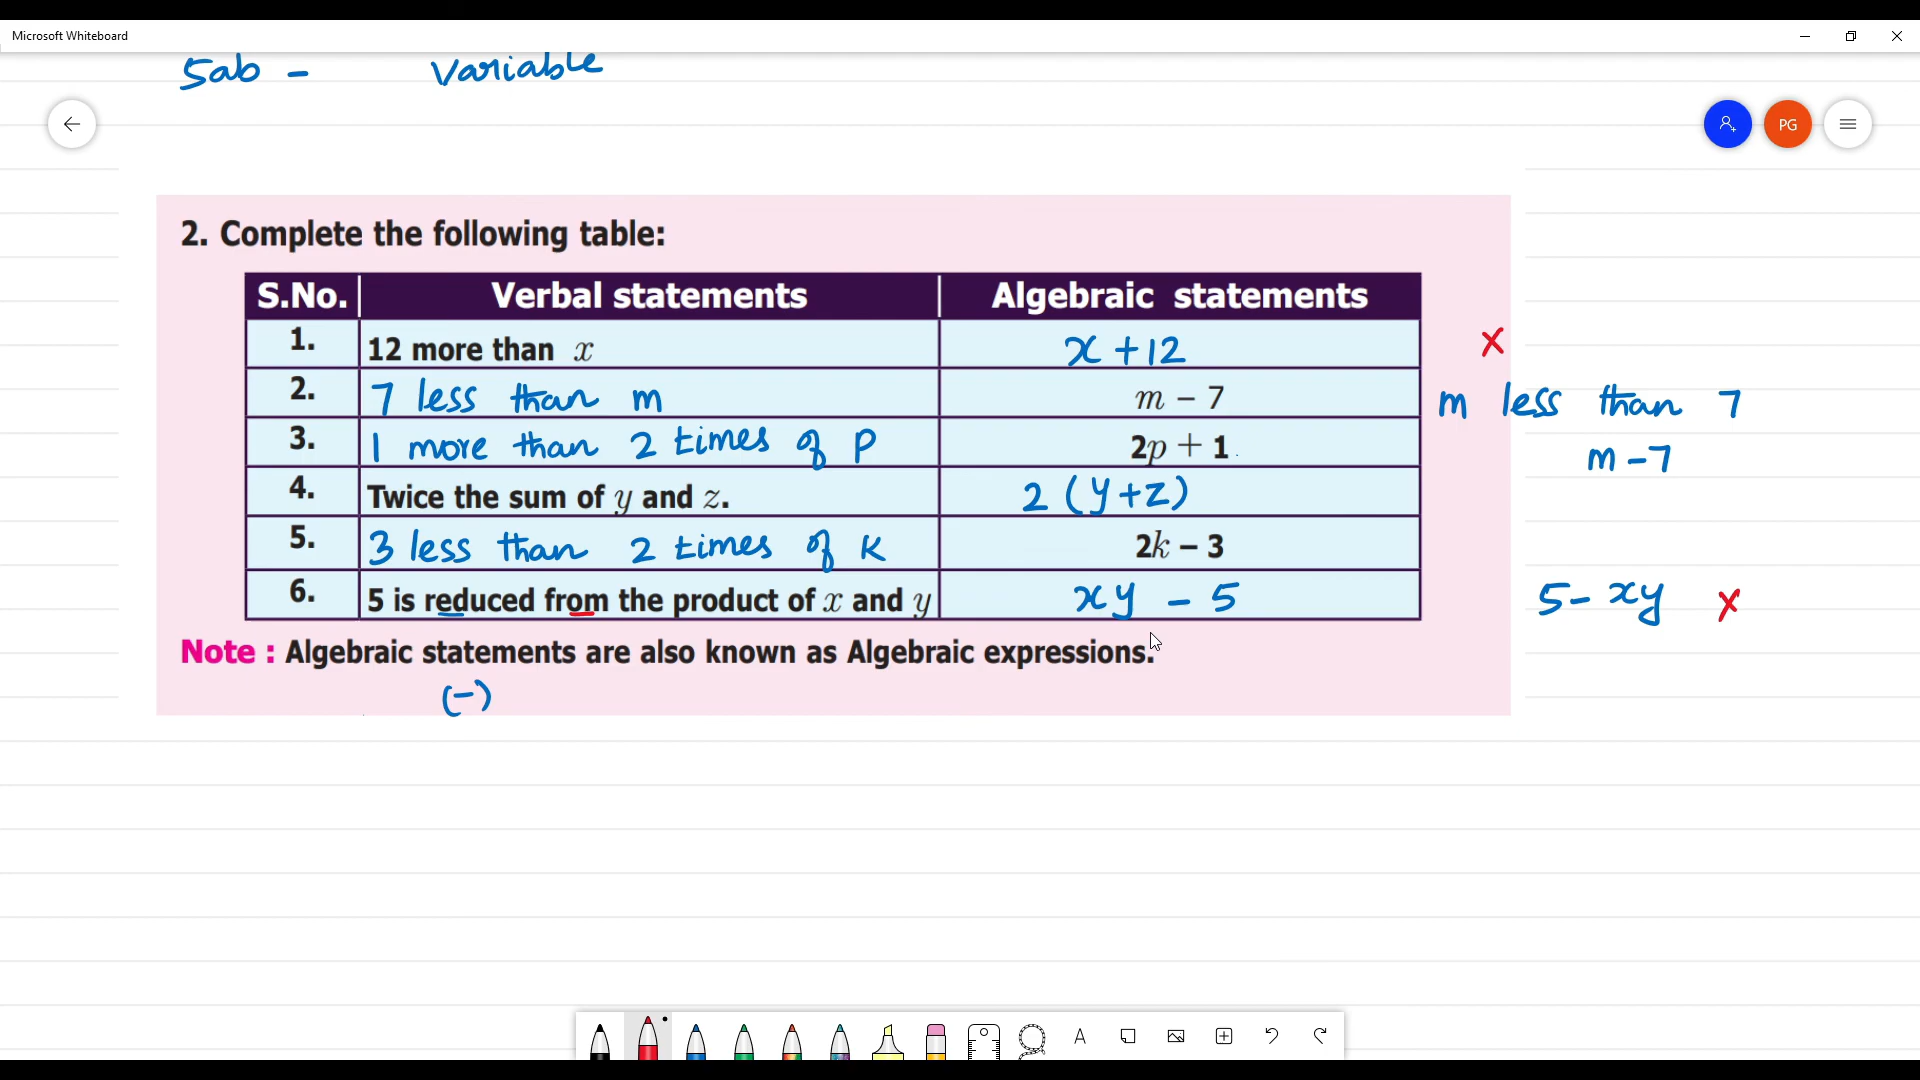 Microsoft Whiteboard
5ab - variable
PG
2. Complete the following table:
S.No. Verbal statements Algebraic statements
1. 12 more than x x + 12 x
2. 7 less than m m – 7 m less than 7
3. 1 more than 2 times of p 2p + 1 m - 7
4. Twice the sum of y and z. 2 (y+z)
5. 3 less than 2 times of k 2k – 3
6. 5 is reduced from the product of x and y xy - 5 5 - xy x
Note : Algebraic statements are also known as Algebraic expressions.
(-)
A